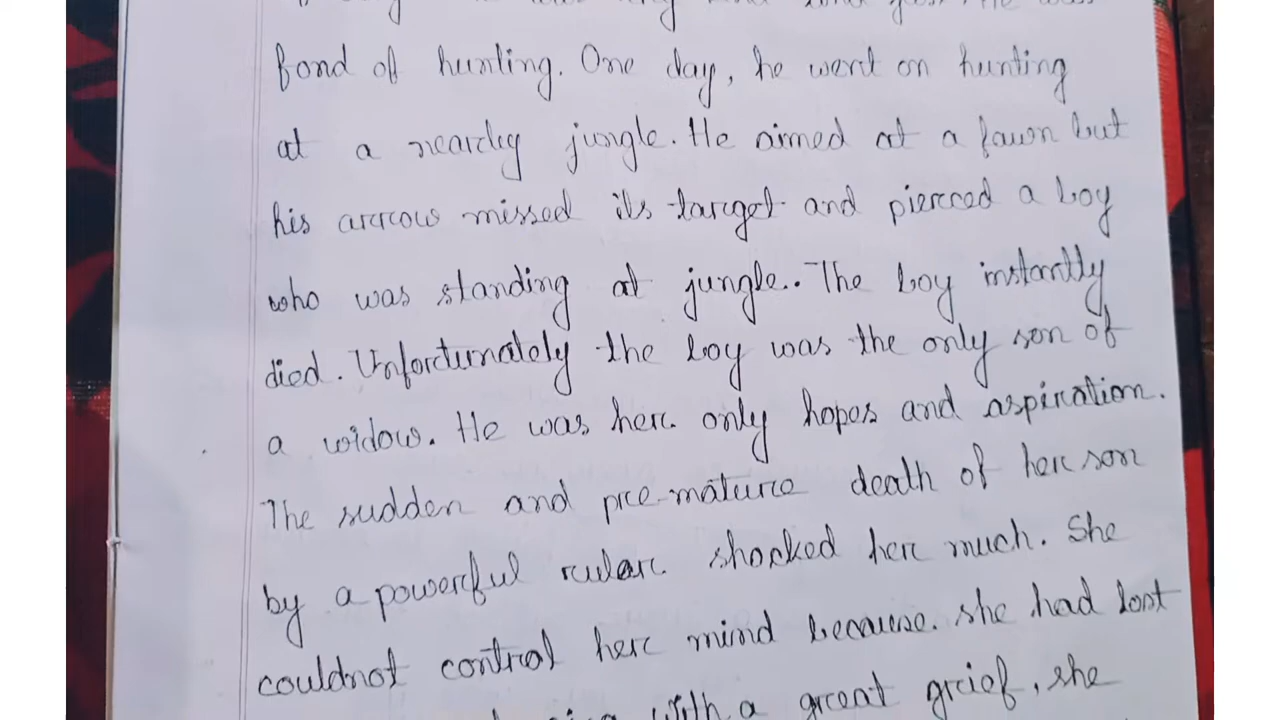 fond of hunting. One day, he went on hunting
at a nearby jungle. He aimed at a fawn but
his arrow missed its target and pierced a boy
who was standing at jungle. The boy instantly
died. Unfortunately the boy was the only son of
a widow. He was her only hopes and aspiration.
The sudden and pre-mature death of her son
by a powerful ruler shocked her much. She
couldnot control her mind because. she had lost
with a great grief, she